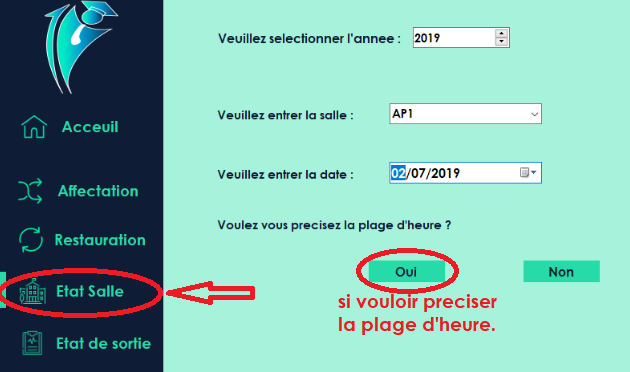 Veuillez selectionner l'annee : 2019
Veuillez entrer la salle : AP1
Veuillez entrer la date : 02/07/2019
Voulez vous precisez la plage d'heure ?
Oui
Non
si vouloir preciser
la plage d'heure.
Acceuil
Affectation
Restauration
Etat Salle
Etat de sortie